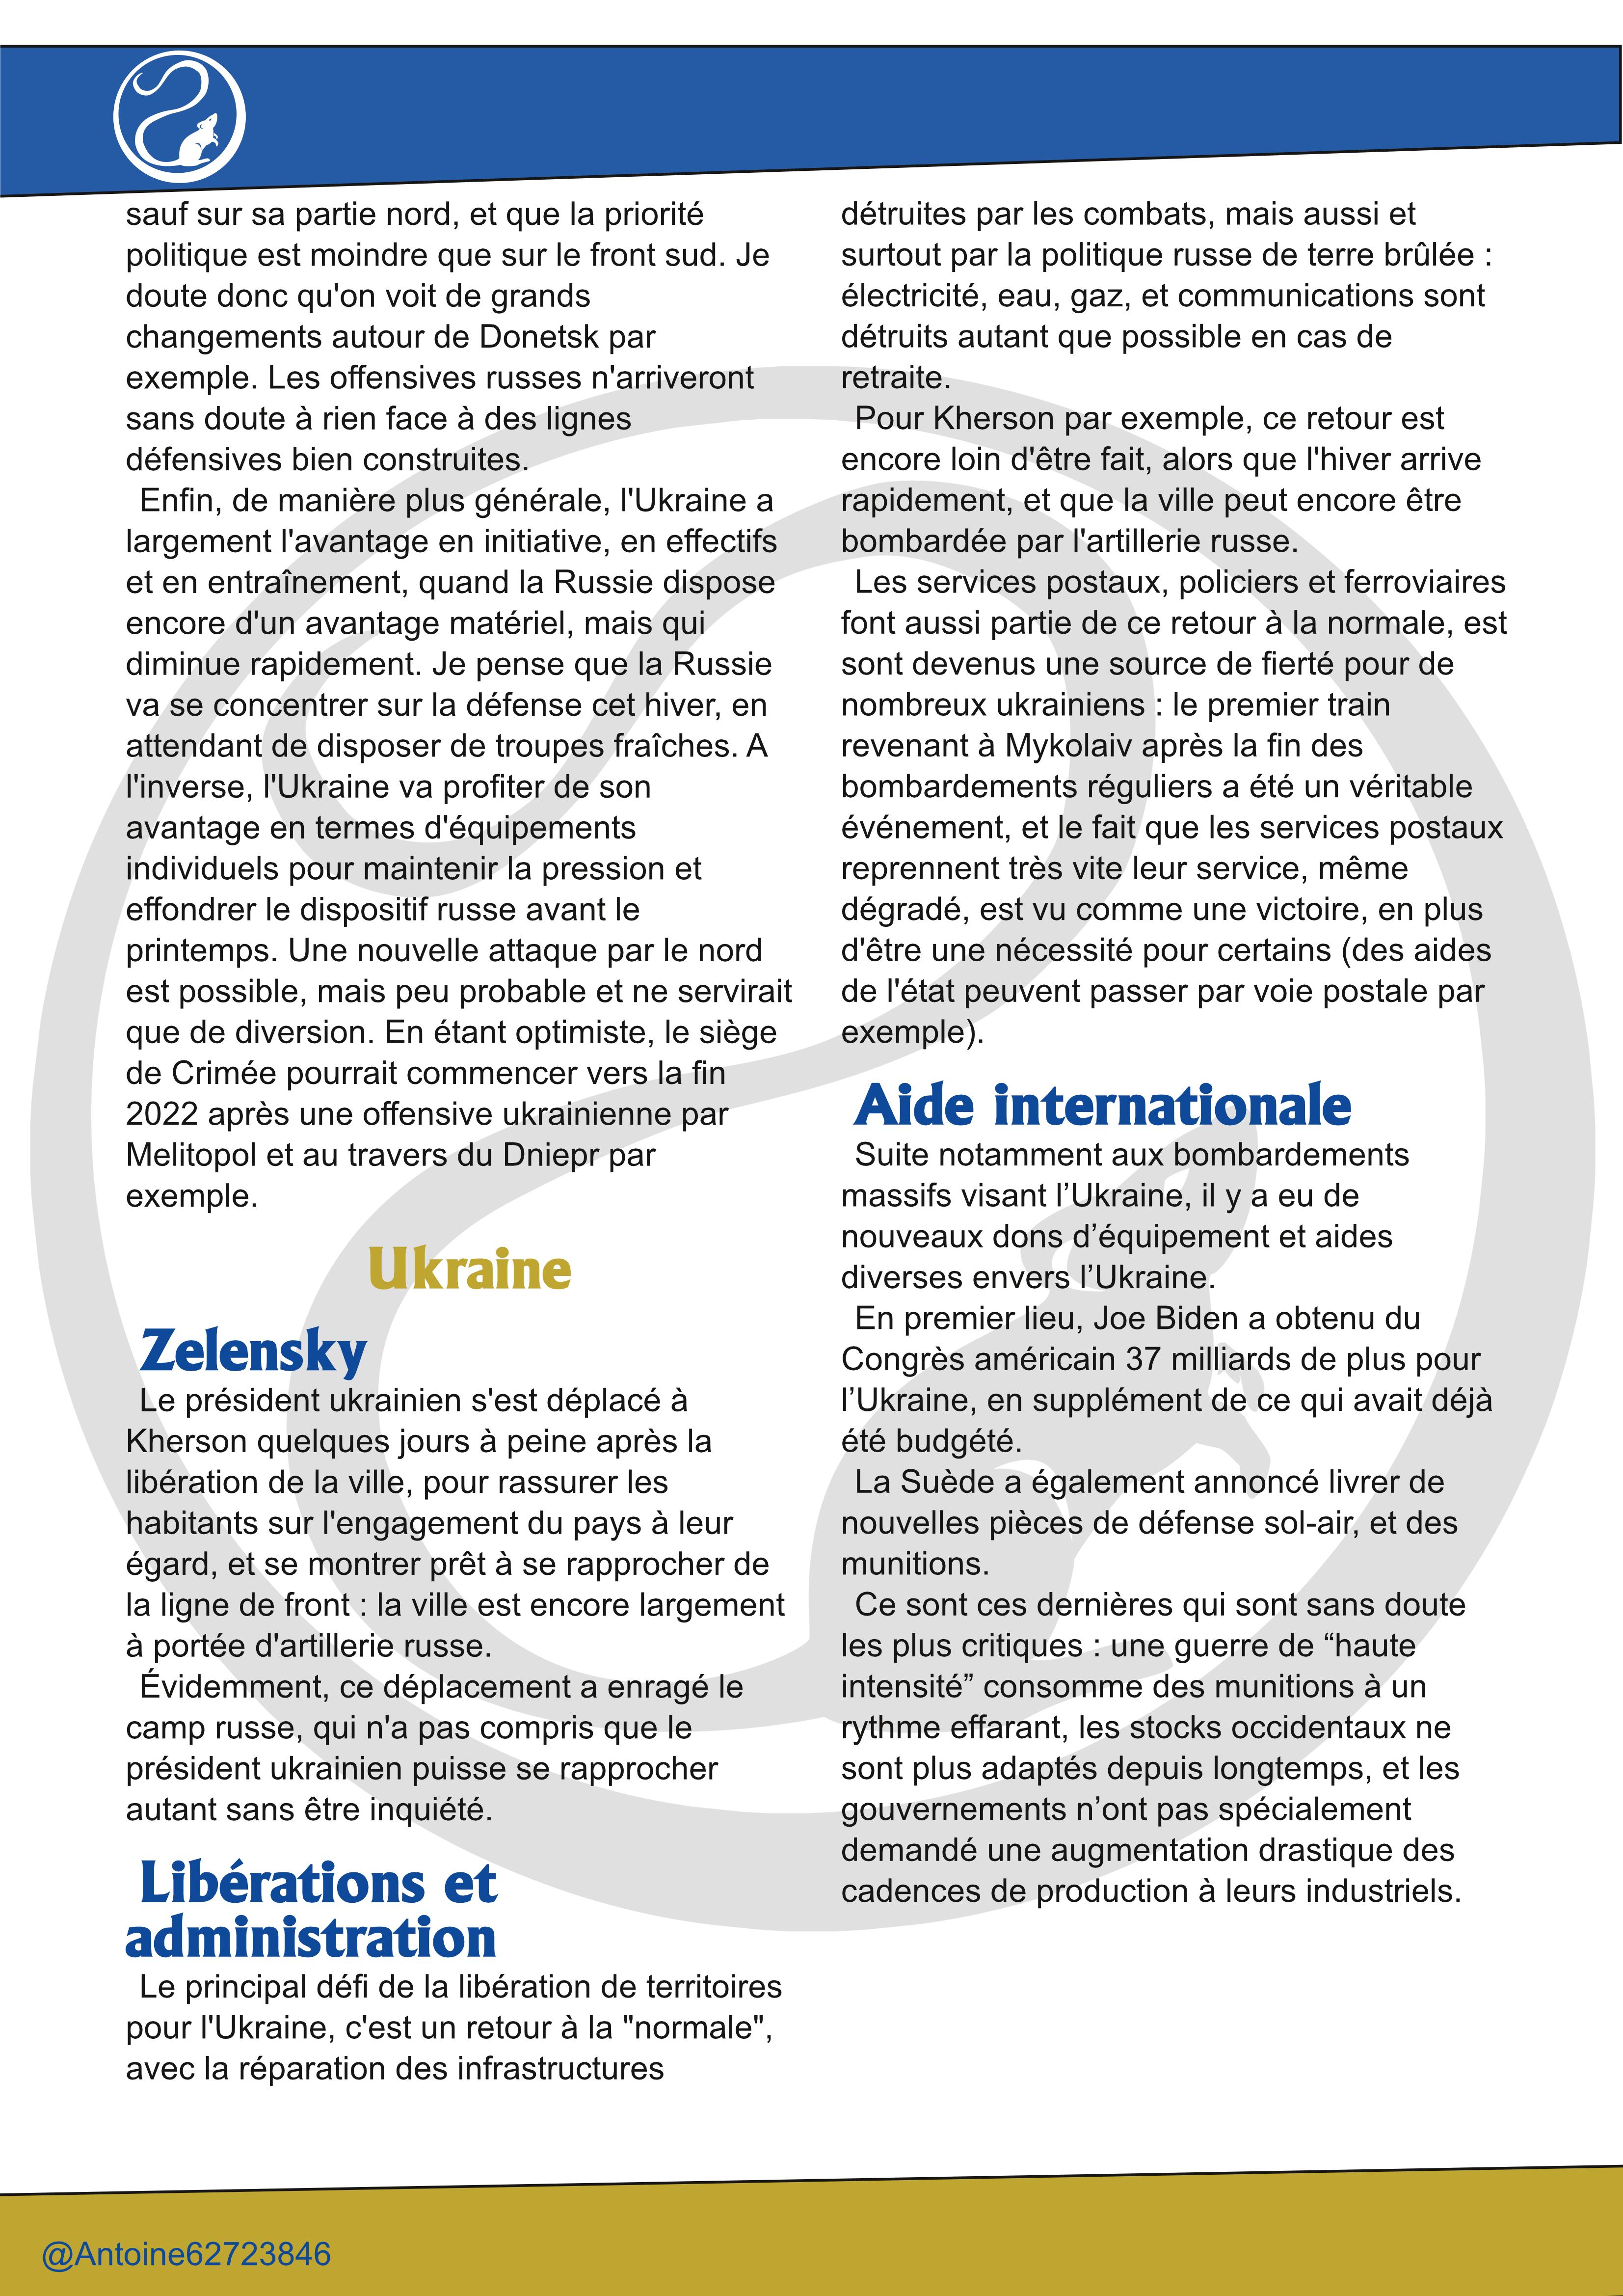 sauf sur sa partie nord, et que la priorité
politique est moindre que sur le front sud. Je
doute donc qu'on voit de grands
changements autour de Donetsk par
exemple. Les offensives russes n'arriveront
sans doute à rien face à des lignes
défensives bien construites.
Enfin, de manière plus générale, l'Ukraine a
largement l'avantage en initiative, en effectifs
et en entraînement, quand la Russie dispose
encore d'un avantage matériel, mais qui
diminue rapidement. Je pense que la Russie
va se concentrer sur la défense cet hiver, en
attendant de disposer de troupes fraîches. A
l'inverse, l'Ukraine va profiter de son
avantage en termes d'équipements
individuels pour maintenir la pression et
effondrer le dispositif russe avant le
printemps. Une nouvelle attaque par le nord
est possible, mais peu probable et ne servirait
que de diversion. En étant optimiste, le siège
de Crimée pourrait commencer vers la fin
2022 après une offensive ukrainienne par
Melitopol et au travers du Dniepr par
exemple.
Ukraine
Zelensky
Le président ukrainien s'est déplacé à
Kherson quelques jours à peine après la
libération de la ville, pour rassurer les
habitants sur l'engagement du pays à leur
égard, et se montrer prêt à se rapprocher de
la ligne de front : la ville est encore largement
à portée d'artillerie russe.
Évidemment, ce déplacement a enragé le
camp russe, qui n'a pas compris que le
président ukrainien puisse se rapprocher
autant sans être inquiété.
Libérations et
administration
Le principal défi de la libération de territoires
pour l'Ukraine, c'est un retour à la "normale",
avec la réparation des infrastructures
détruites par les combats, mais aussi et
surtout par la politique russe de terre brûlée :
électricité, eau, gaz, et communications sont
détruits autant que possible en cas de
retraite.
Pour Kherson par exemple, ce retour est
encore loin d'être fait, alors que l'hiver arrive
rapidement, et que la ville peut encore être
bombardée par l'artillerie russe.
Les services postaux, policiers et ferroviaires
font aussi partie de ce retour à la normale, est
sont devenus une source de fierté pour de
nombreux ukrainiens : le premier train
revenant à Mykolaiv après la fin des
bombardements réguliers a été un véritable
événement, et le fait que les services postaux
reprennent très vite leur service, même
dégradé, est vu comme une victoire, en plus
d'être une nécessité pour certains (des aides
de l'état peuvent passer par voie postale par
exemple).
Aide internationale
Suite notamment aux bombardements
massifs visant l’Ukraine, il y a eu de
nouveaux dons d’équipement et aides
diverses envers l’Ukraine.
En premier lieu, Joe Biden a obtenu du
Congrès américain 37 milliards de plus pour
l’Ukraine, en supplément de ce qui avait déjà
été budgété.
La Suède a également annoncé livrer de
nouvelles pièces de défense sol-air, et des
munitions.
Ce sont ces dernières qui sont sans doute
les plus critiques : une guerre de “haute
intensité” consomme des munitions à un
rythme effarant, les stocks occidentaux ne
sont plus adaptés depuis longtemps, et les
gouvernements n’ont pas spécialement
demandé une augmentation drastique des
cadences de production à leurs industriels.
@Antoine62723846